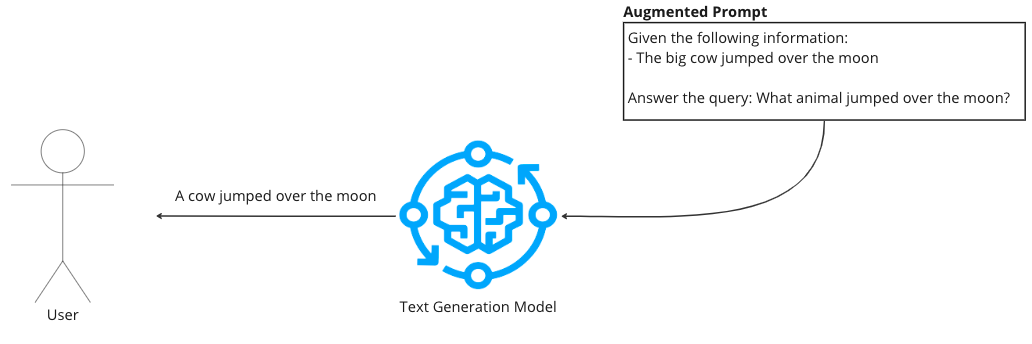 Augmented Prompt
Given the following information:
- The big cow jumped over the moon
Answer the query: What animal jumped over the moon?
A cow jumped over the moon
Text Generation Model
User